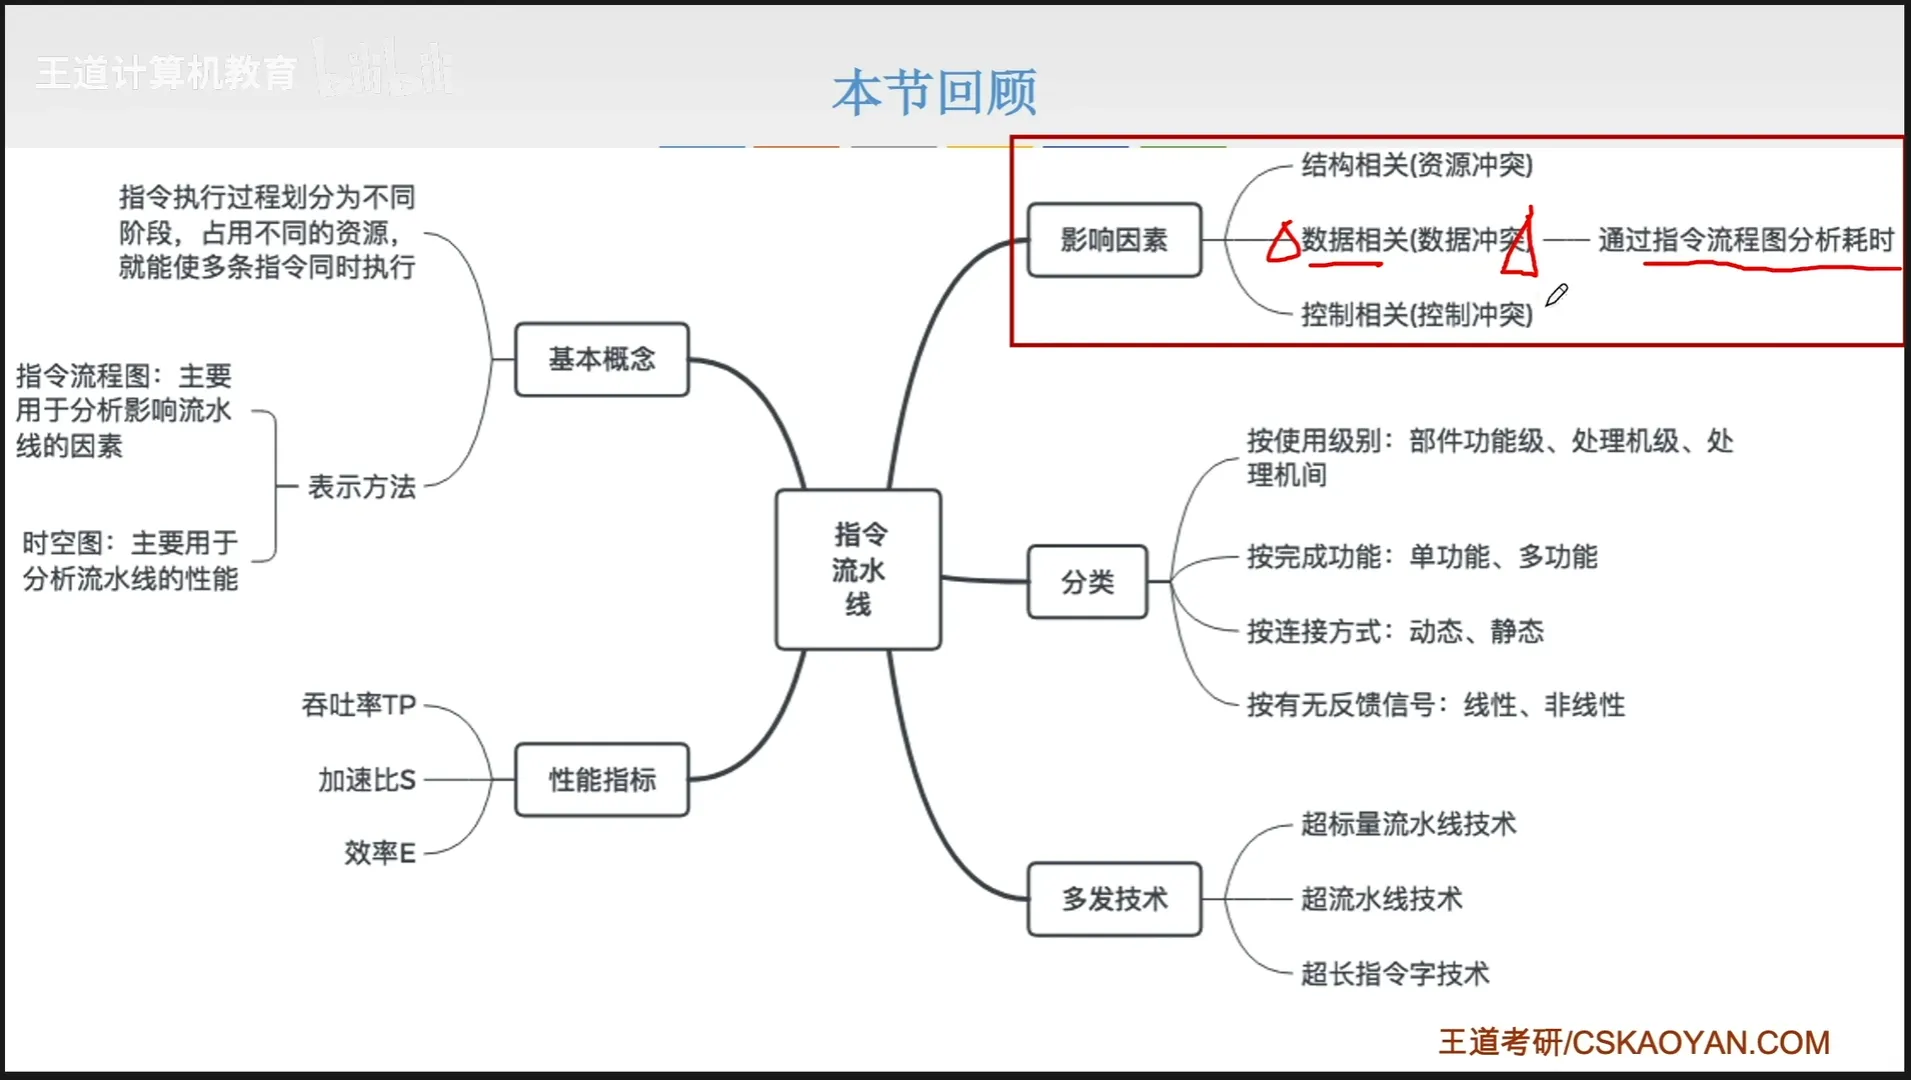 王道计算机教育 bilibili
本节回顾
指令执行过程划分为不同
阶段，占用不同的资源，
就能使多条指令同时执行
基本概念
指令流程图：主要
用于分析影响流水
线的因素
表示方法
时空图：主要用于
分析流水线的性能
吞吐率TP
加速比S
效率E
性能指标
指令
流水
线
影响因素
结构相关(资源冲突)
数据相关(数据冲突)
通过指令流程图分析耗时
控制相关(控制冲突)
分类
按使用级别：部件功能级、处理机级、处
理机间
按完成功能：单功能、多功能
按连接方式：动态、静态
按有无反馈信号：线性、非线性
多发技术
超标量流水线技术
超流水线技术
超长指令字技术
王道考研/CSKAOYAN.COM